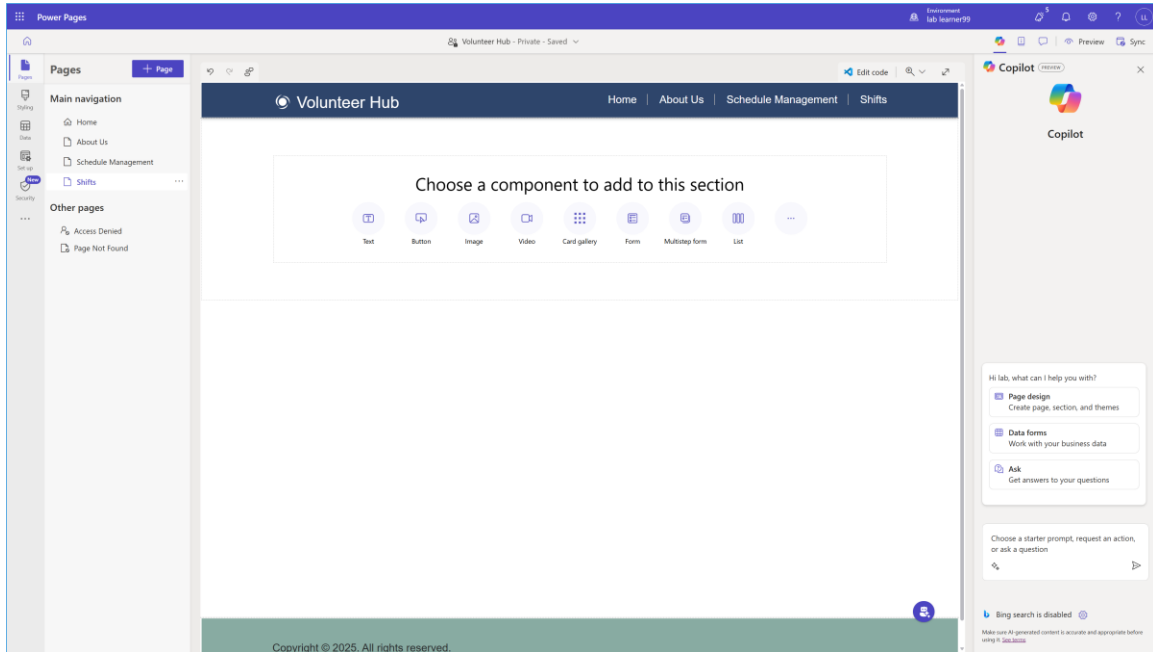 Power Pages
Environment
lab learner99
5
?
LL
Volunteer Hub - Private - Saved
Preview
Sync
Pages
Styling
Data
Set up
New
Security
...
Pages
+ Page
Main navigation
Home
About Us
Schedule Management
Shifts
...
Other pages
Access Denied
Page Not Found
Edit code
Volunteer Hub
Home | About Us | Schedule Management | Shifts
Choose a component to add to this section
Text
Button
Image
Video
Card gallery
Form
Multistep form
List
...
Copyright © 2025. All rights reserved.
Copilot
PREVIEW
Copilot
Hi lab, what can I help you with?
Page design
Create page, section, and themes
Data forms
Work with your business data
Ask
Get answers to your questions
Choose a starter prompt, request an action,
or ask a question
Bing search is disabled
Make sure AI-generated content is accurate and appropriate before
using it. See terms